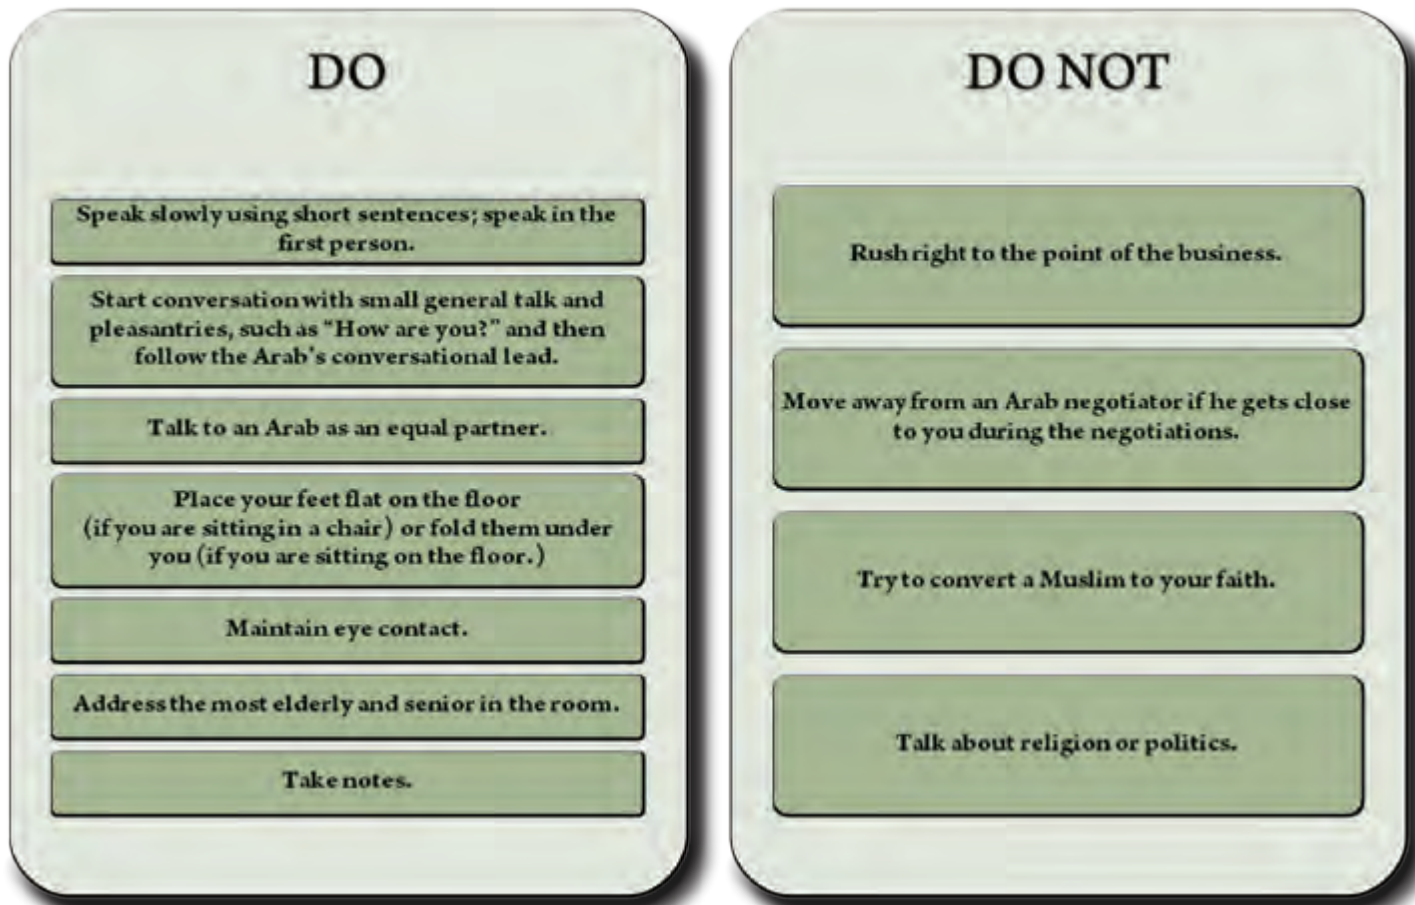 DO
Speak slowly using short sentences; speak in the
first person.
Start conversation with small general talk and
pleasantries, such as “How are you?” and then
follow the Arab’s conversational lead.
Talk to an Arab as an equal partner.
Place your feet flat on the floor
(if you are sitting in a chair) or fold them under
you (if you are sitting on the floor.)
Maintain eye contact.
Address the most elderly and senior in the room.
Take notes.
DO NOT
Rush right to the point of the business.
Move away from an Arab negotiator if he gets close
to you during the negotiations.
Try to convert a Muslim to your faith.
Talk about religion or politics.